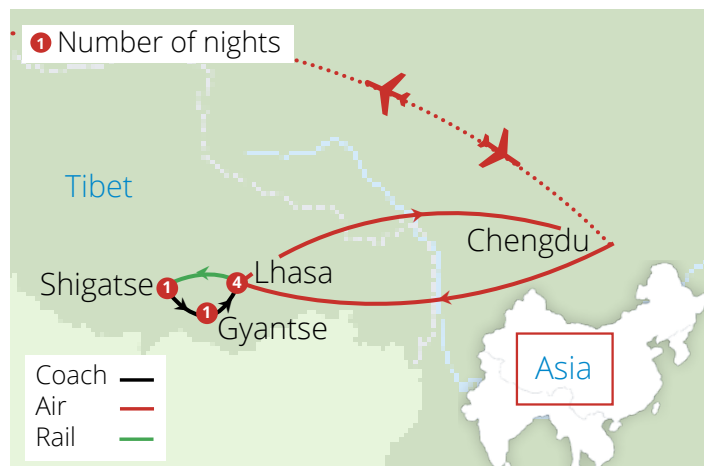 1 Number of nights
Tibet
Chengdu
Lhasa
4
Shigatse
1
1
Gyantse
Coach
Air
Rail
Asia